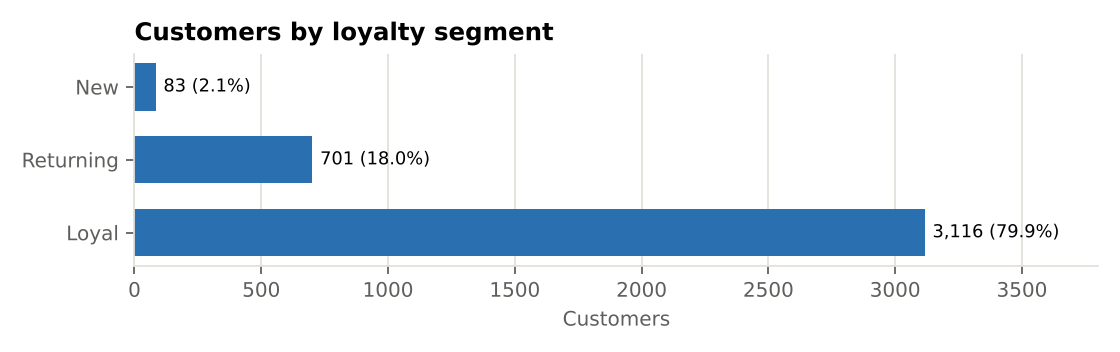 Customers by loyalty segment
New
83 (2.1%)
Returning
701 (18.0%)
Loyal
3,116 (79.9%)
0 500 1000 1500 2000 2500 3000 3500
Customers